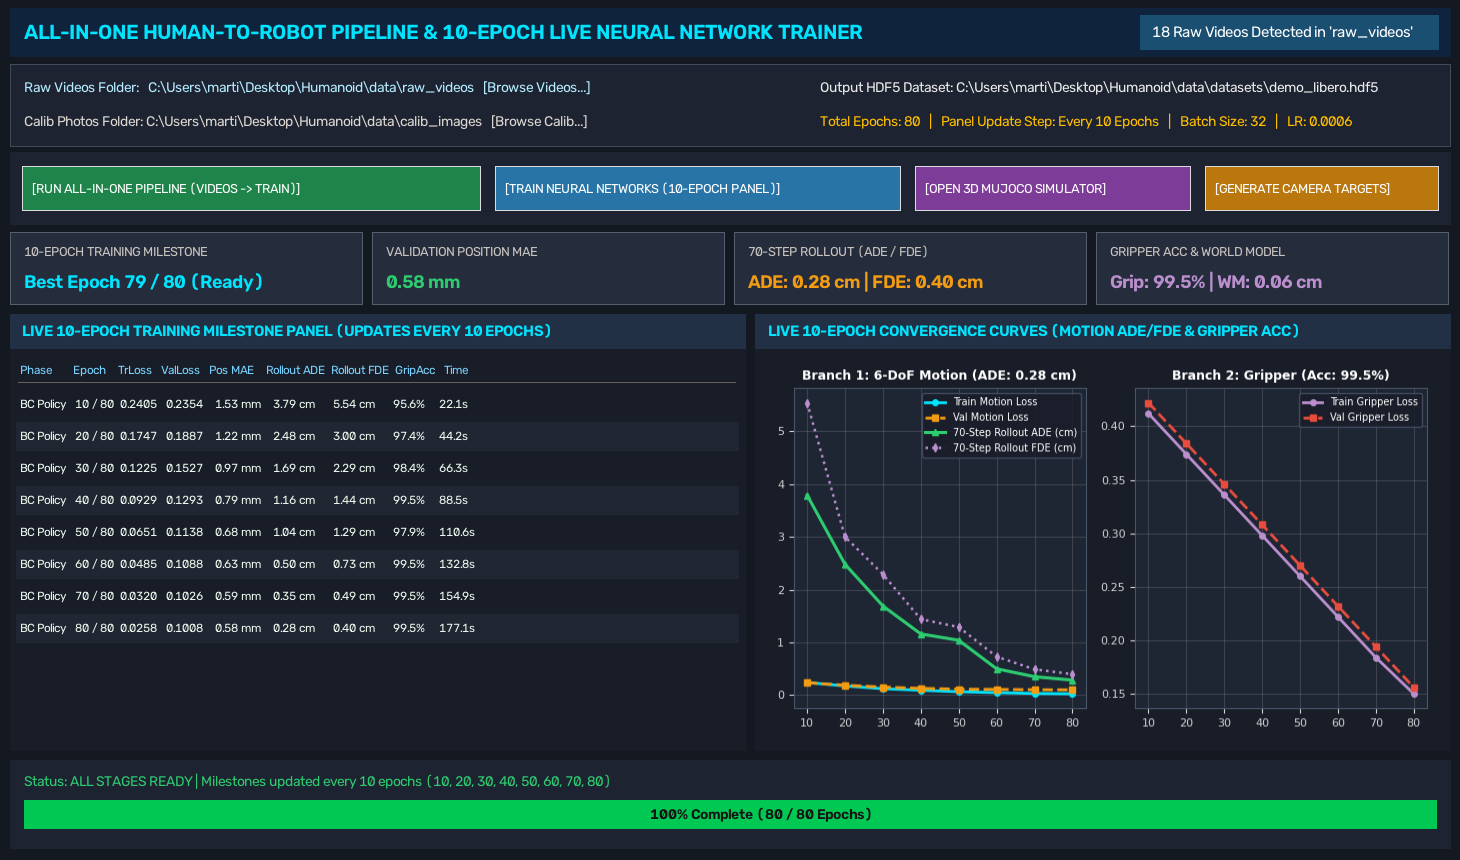 ALL-IN-ONE HUMAN-TO-ROBOT PIPELINE & 10-EPOCH LIVE NEURAL NETWORK TRAINER
18 Raw Videos Detected in 'raw_videos'
Raw Videos Folder: C:\Users\marti\Desktop\Humanoid\data\raw_videos [Browse Videos...]
Output HDF5 Dataset: C:\Users\marti\Desktop\Humanoid\data\datasets\demo_libero.hdf5
Calib Photos Folder: C:\Users\marti\Desktop\Humanoid\data\calib_images [Browse Calib...]
Total Epochs: 80 | Panel Update Step: Every 10 Epochs | Batch Size: 32 | LR: 0.0006
[RUN ALL-IN-ONE PIPELINE (VIDEOS -> TRAIN)]
[TRAIN NEURAL NETWORKS (10-EPOCH PANEL)]
[OPEN 3D MUJOCO SIMULATOR]
[GENERATE CAMERA TARGETS]
10-EPOCH TRAINING MILESTONE
Best Epoch 79 / 80 (Ready)
VALIDATION POSITION MAE
0.58 mm
70-STEP ROLLOUT (ADE / FDE)
ADE: 0.28 cm | FDE: 0.40 cm
GRIPPER ACC & WORLD MODEL
Grip: 99.5% | WM: 0.06 cm
LIVE 10-EPOCH TRAINING MILESTONE PANEL (UPDATES EVERY 10 EPOCHS)
Phase Epoch TrLoss ValLoss Pos MAE Rollout ADE Rollout FDE GripAcc Time
BC Policy 10 / 80 0.2405 0.2354 1.53 mm 3.79 cm 5.54 cm 95.6% 22.1s
BC Policy 20 / 80 0.1747 0.1887 1.22 mm 2.48 cm 3.00 cm 97.4% 44.2s
BC Policy 30 / 80 0.1225 0.1527 0.97 mm 1.69 cm 2.29 cm 98.4% 66.3s
BC Policy 40 / 80 0.0929 0.1293 0.79 mm 1.16 cm 1.44 cm 99.5% 88.5s
BC Policy 50 / 80 0.0651 0.1138 0.68 mm 1.04 cm 1.29 cm 97.9% 110.6s
BC Policy 60 / 80 0.0485 0.1088 0.63 mm 0.50 cm 0.73 cm 99.5% 132.8s
BC Policy 70 / 80 0.0320 0.1026 0.59 mm 0.35 cm 0.49 cm 99.5% 154.9s
BC Policy 80 / 80 0.0258 0.1008 0.58 mm 0.28 cm 0.40 cm 99.5% 177.1s
LIVE 10-EPOCH CONVERGENCE CURVES (MOTION ADE/FDE & GRIPPER ACC)
Branch 1: 6-DoF Motion (ADE: 0.28 cm)
Train Motion Loss
Val Motion Loss
70-Step Rollout ADE (cm)
70-Step Rollout FDE (cm)
5
4
3
2
1
0
10 20 30 40 50 60 70 80
Branch 2: Gripper (Acc: 99.5%)
Train Gripper Loss
Val Gripper Loss
0.40
0.35
0.30
0.25
0.20
0.15
10 20 30 40 50 60 70 80
Status: ALL STAGES READY | Milestones updated every 10 epochs (10, 20, 30, 40, 50, 60, 70, 80)
100% Complete (80 / 80 Epochs)